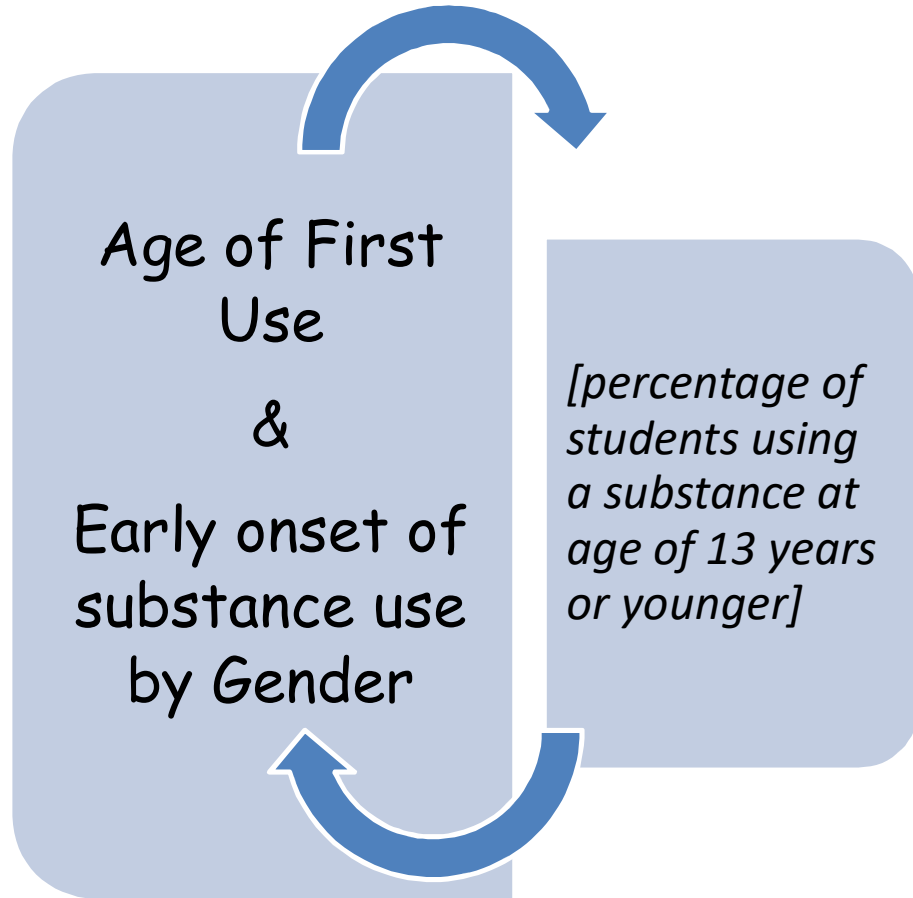 Age of First
Use
&
Early onset of
substance use
by Gender
[percentage of
students using
a substance at
age of 13 years
or younger]